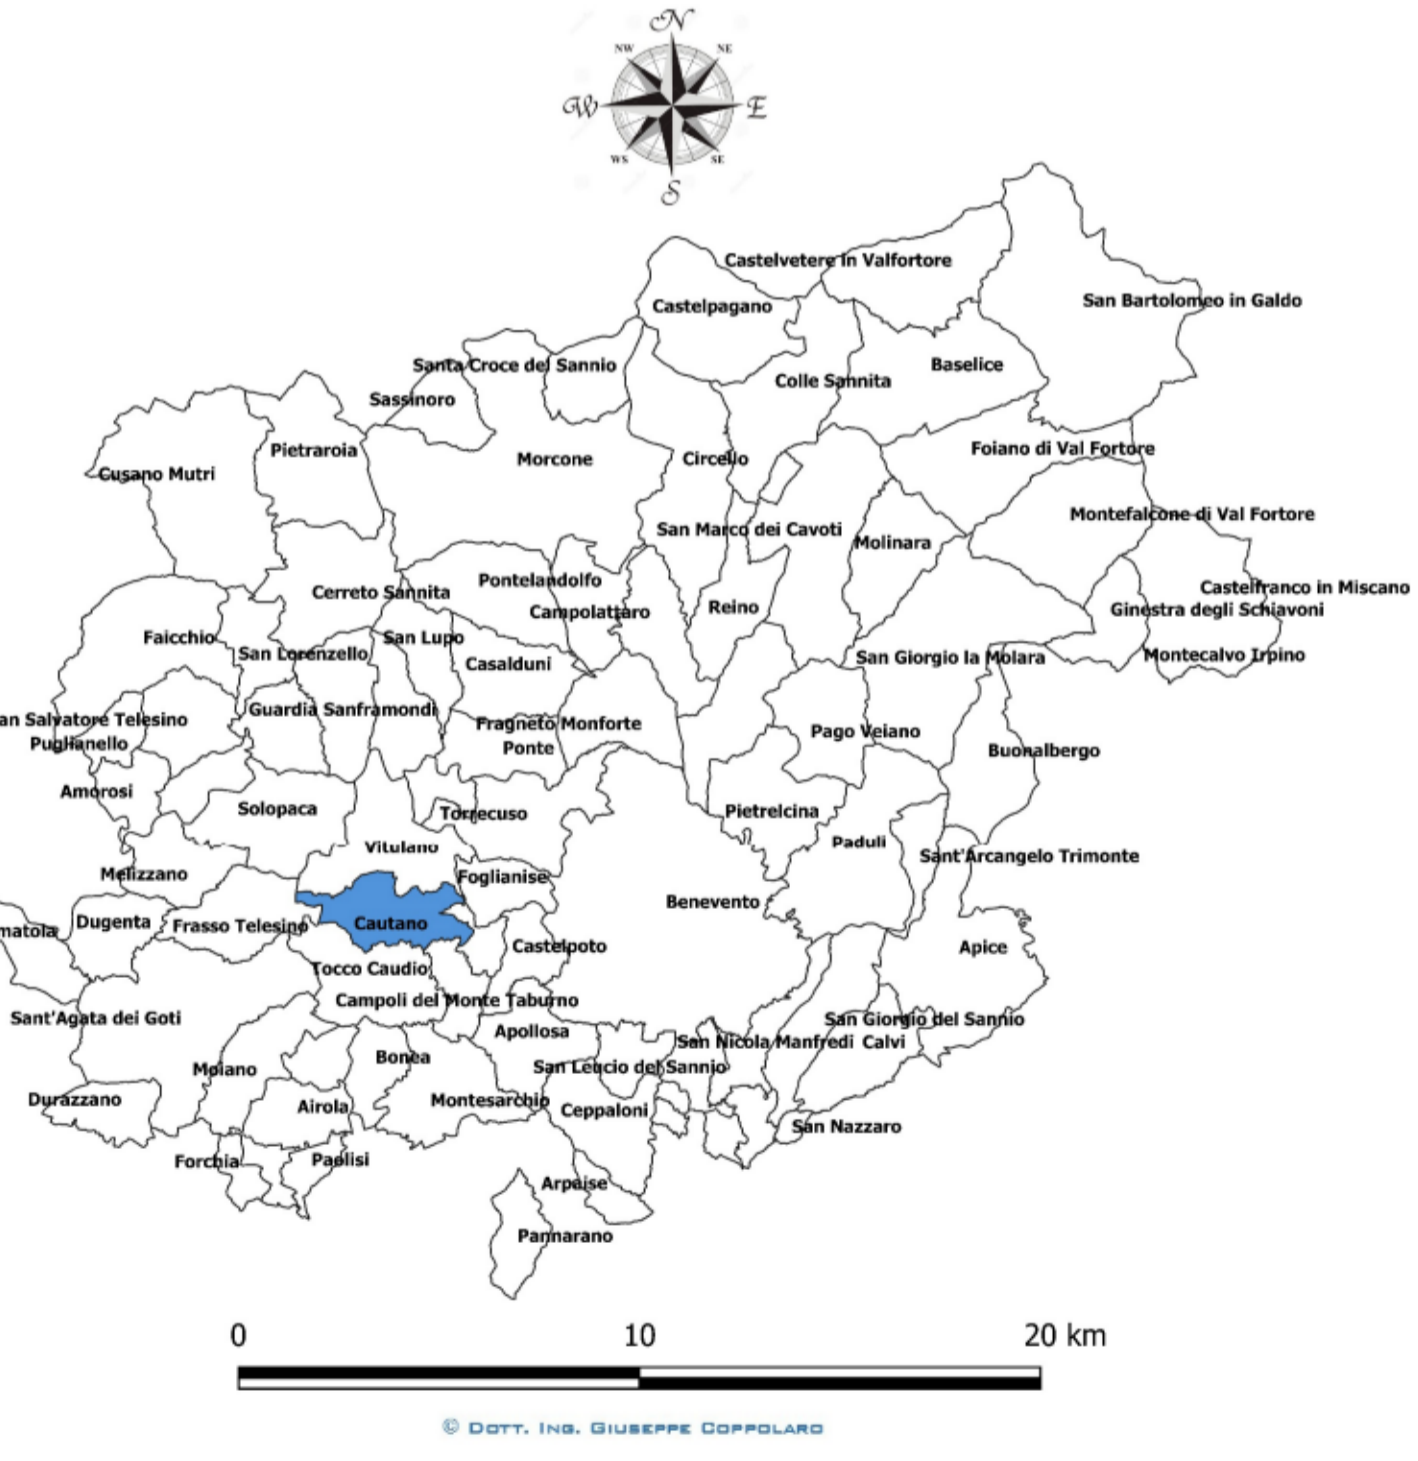 N
NW NE
W E
WS SE
S
Castelvetere in Valfortore
San Bartolomeo in Galdo
Castelpagano
Santa Croce del Sannio
Baselice
Colle Sannita
Sassinoro
Pietraroia
Foiano di Val Fortore
Morcone
Circello
Cusano Mutri
Montefalcone di Val Fortore
San Marco dei Cavoti
Molinara
Pontelandolfo
Castelfranco in Miscano
Cerreto Sannita
Reino
Ginestra degli Schiavoni
Campolattaro
Faicchio
San Lupo
San Lorenzello
Montecalvo Irpino
San Giorgio la Molara
Casalduni
Guardia Sanframondi
an Salvatore Telesino
Fragneto Monforte
Pago Veiano
Puglianello
Ponte
Buonalbergo
Amorosi
Solopaca
Pietrelcina
Torrecuso
Paduli
Vitulano
Sant'Arcangelo Trimonte
Melizzano
Foglianise
Benevento
Dugenta
Cautano
Frasso Telesino
matola
Castelpoto
Apice
Tocco Caudio
Campoli del Monte Taburno
Sant'Agata dei Goti
San Giorgio del Sannio
Apollosa
San Nicola Manfredi
Calvi
Bonea
San Leucio del Sannio
Moiano
Durazzano
Montesarchio
Airola
Ceppaloni
San Nazzaro
Forchia
Paolisi
Arpaise
Pannarano
0 10 20 km
© Dott. Ing. Giuseppe Coppolaro